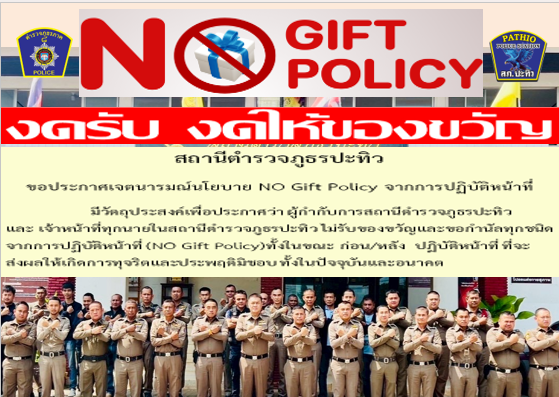 NO GIFT
POLICY
ตำรวจภูธรภาค
๘
POLICE
PATHIO
POLICE STATION
สภ.ปะทิว
งดรับ งดให้ของขวัญ
สถานีตำรวจภูธรปะทิว
ขอประกาศเจตนารมณ์นโยบาย NO Gift Policy จากการปฏิบัติหน้าที่
มีวัตถุประสงค์เพื่อประกาศว่า ผู้กำกับการสถานีตำรวจภูธรปะทิว
และ เจ้าหน้าที่ทุกนายในสถานีตำรวจภูธรปะทิว ไม่รับของขวัญและของกำนัลทุกชนิด
จากการปฏิบัติหน้าที่ (NO Gift Policy)ทั้งในขณะ ก่อน/หลัง ปฏิบัติหน้าที่ ที่จะ
ส่งผลให้เกิดการทุจริตและประพฤติมิชอบ ทั้งในปัจจุบันและอนาคต